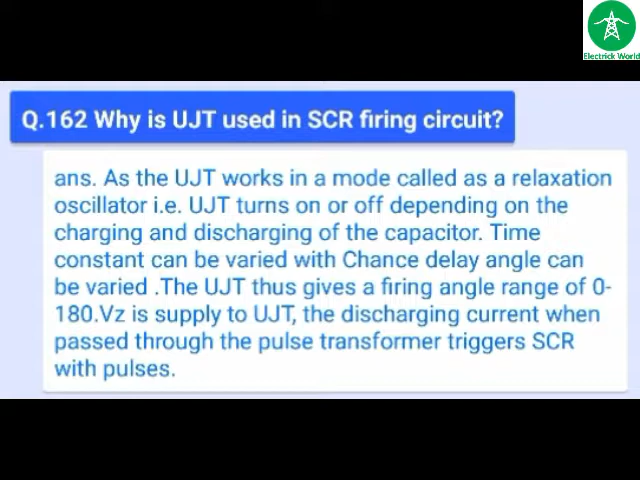 Electrick World
Q.162 Why is UJT used in SCR firing circuit?
ans. As the UJT works in a mode called as a relaxation
oscillator i.e. UJT turns on or off depending on the
charging and discharging of the capacitor. Time
constant can be varied with Chance delay angle can
be varied .The UJT thus gives a firing angle range of 0-
180.Vz is supply to UJT, the discharging current when
passed through the pulse transformer triggers SCR
with pulses.